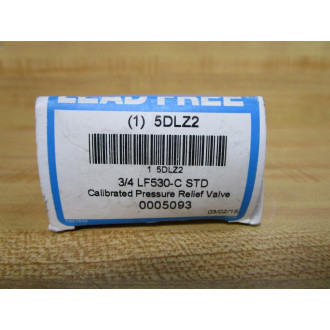 LEAD FREE
(1) 5DLZ2
1 5DLZ2
3/4 LF530-C STD
Calibrated Pressure Relief Valve
0005093